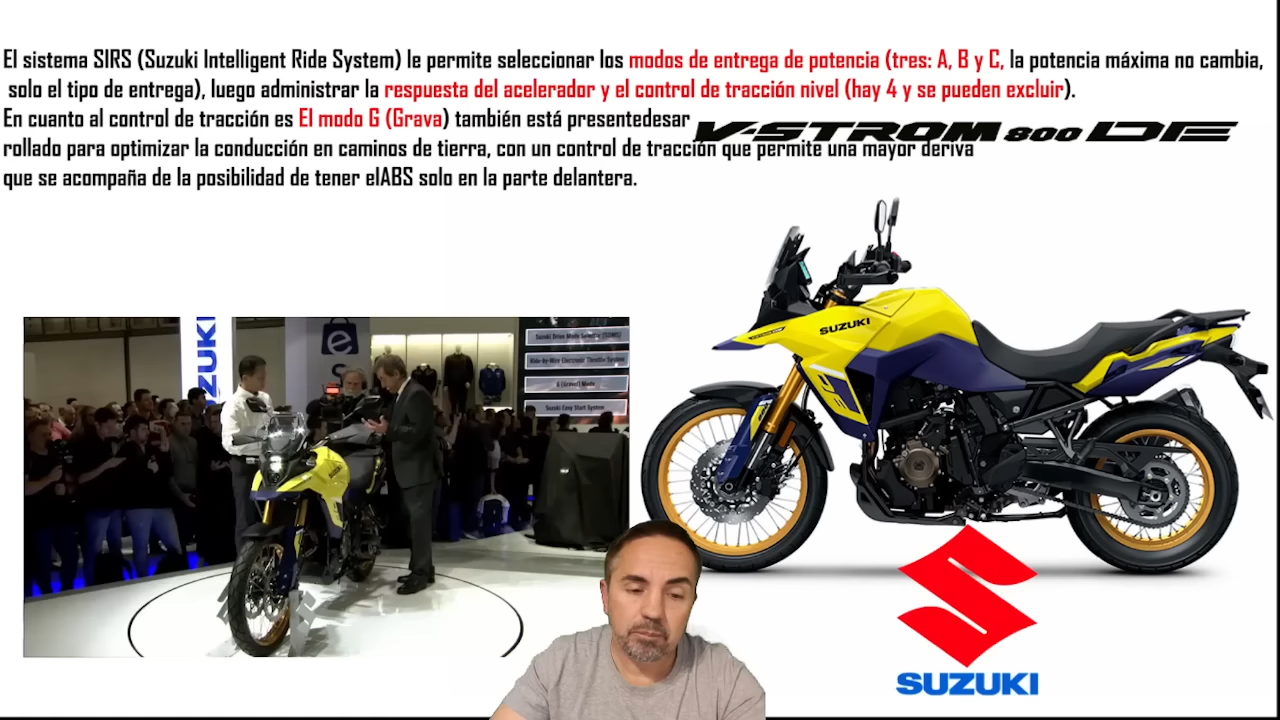 El sistema SIRS (Suzuki Intelligent Ride System) le permite seleccionar los modos de entrega de potencia (tres: A, B y C, la potencia máxima no cambia,
solo el tipo de entrega), luego administrar la respuesta del acelerador y el control de tracción nivel (hay 4 y se pueden excluir).
En cuanto al control de tracción es El modo G (Grava) también está presentedesar
V-STROM 800 DE
rollado para optimizar la conducción en caminos de tierra, con un control de tracción que permite una mayor deriva
que se acompaña de la posibilidad de tener elABS solo en la parte delantera.
SUZUKI
UZUKI
e
S
Suzuki Drive Mode Selector (SDMS)
Ride-by-Wire Electronic Throttle System
G (Gravel) Mode
Suzuki Easy Start System
SUZUKI